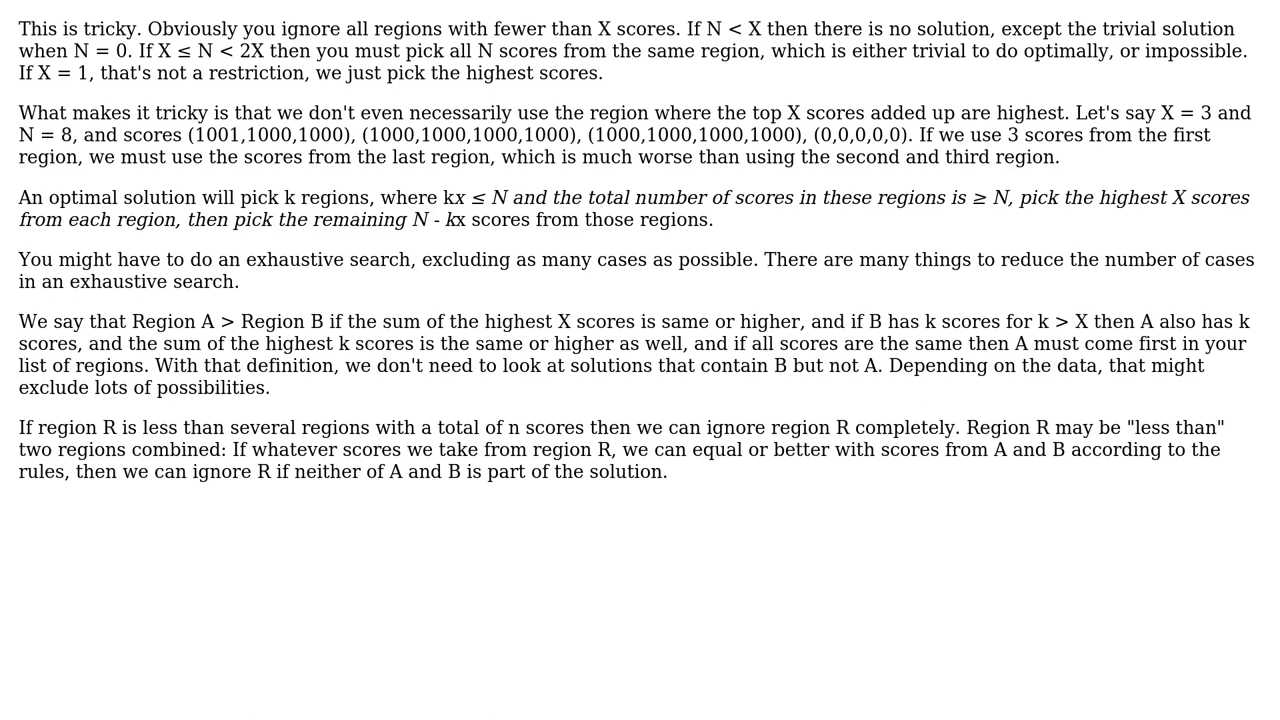 This is tricky. Obviously you ignore all regions with fewer than X scores. If N < X then there is no solution, except the trivial solution
when N = 0. If X ≤ N < 2X then you must pick all N scores from the same region, which is either trivial to do optimally, or impossible.
If X = 1, that's not a restriction, we just pick the highest scores.
What makes it tricky is that we don't even necessarily use the region where the top X scores added up are highest. Let's say X = 3 and
N = 8, and scores (1001,1000,1000), (1000,1000,1000,1000), (1000,1000,1000,1000), (0,0,0,0,0). If we use 3 scores from the first
region, we must use the scores from the last region, which is much worse than using the second and third region.
An optimal solution will pick k regions, where kx ≤ N and the total number of scores in these regions is ≥ N, pick the highest X scores
from each region, then pick the remaining N - kx scores from those regions.
You might have to do an exhaustive search, excluding as many cases as possible. There are many things to reduce the number of cases
in an exhaustive search.
We say that Region A > Region B if the sum of the highest X scores is same or higher, and if B has k scores for k > X then A also has k
scores, and the sum of the highest k scores is the same or higher as well, and if all scores are the same then A must come first in your
list of regions. With that definition, we don't need to look at solutions that contain B but not A. Depending on the data, that might
exclude lots of possibilities.
If region R is less than several regions with a total of n scores then we can ignore region R completely. Region R may be "less than"
two regions combined: If whatever scores we take from region R, we can equal or better with scores from A and B according to the
rules, then we can ignore R if neither of A and B is part of the solution.